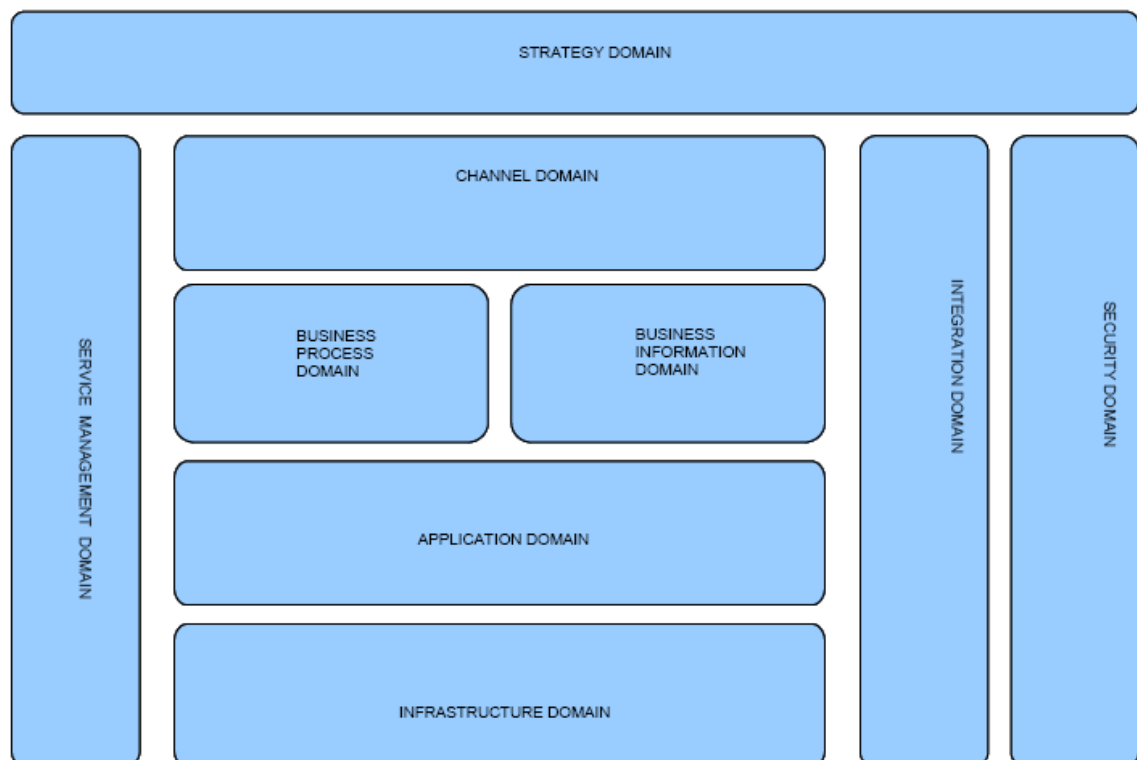 STRATEGY DOMAIN
SERVICE MANAGEMENT DOMAIN
CHANNEL DOMAIN
BUSINESS
PROCESS
DOMAIN
BUSINESS
INFORMATION
DOMAIN
APPLICATION DOMAIN
INFRASTRUCTURE DOMAIN
INTEGRATION DOMAIN
SECURITY DOMAIN